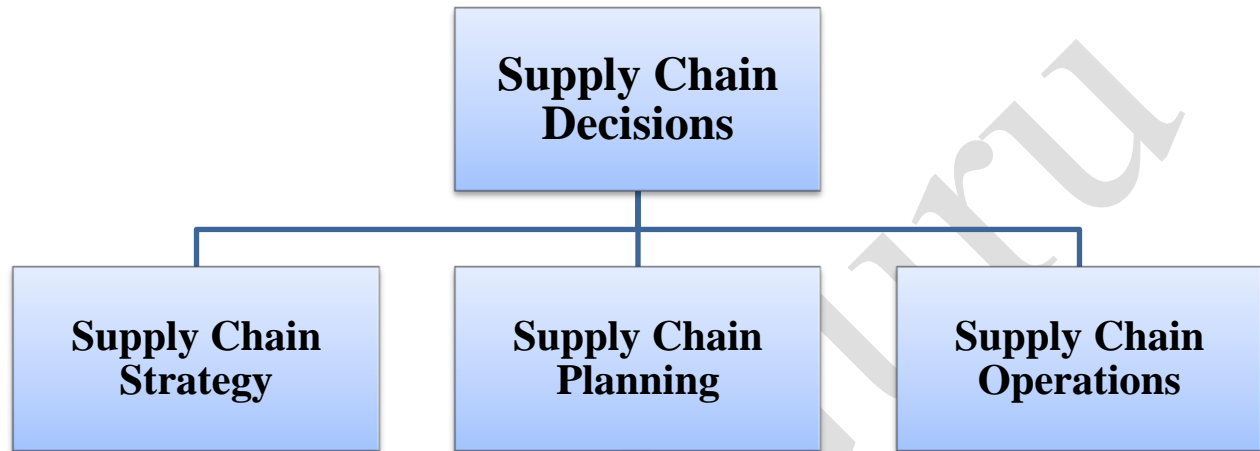 Supply Chain
Decisions
Supply Chain
Strategy
Supply Chain
Planning
Supply Chain
Operations